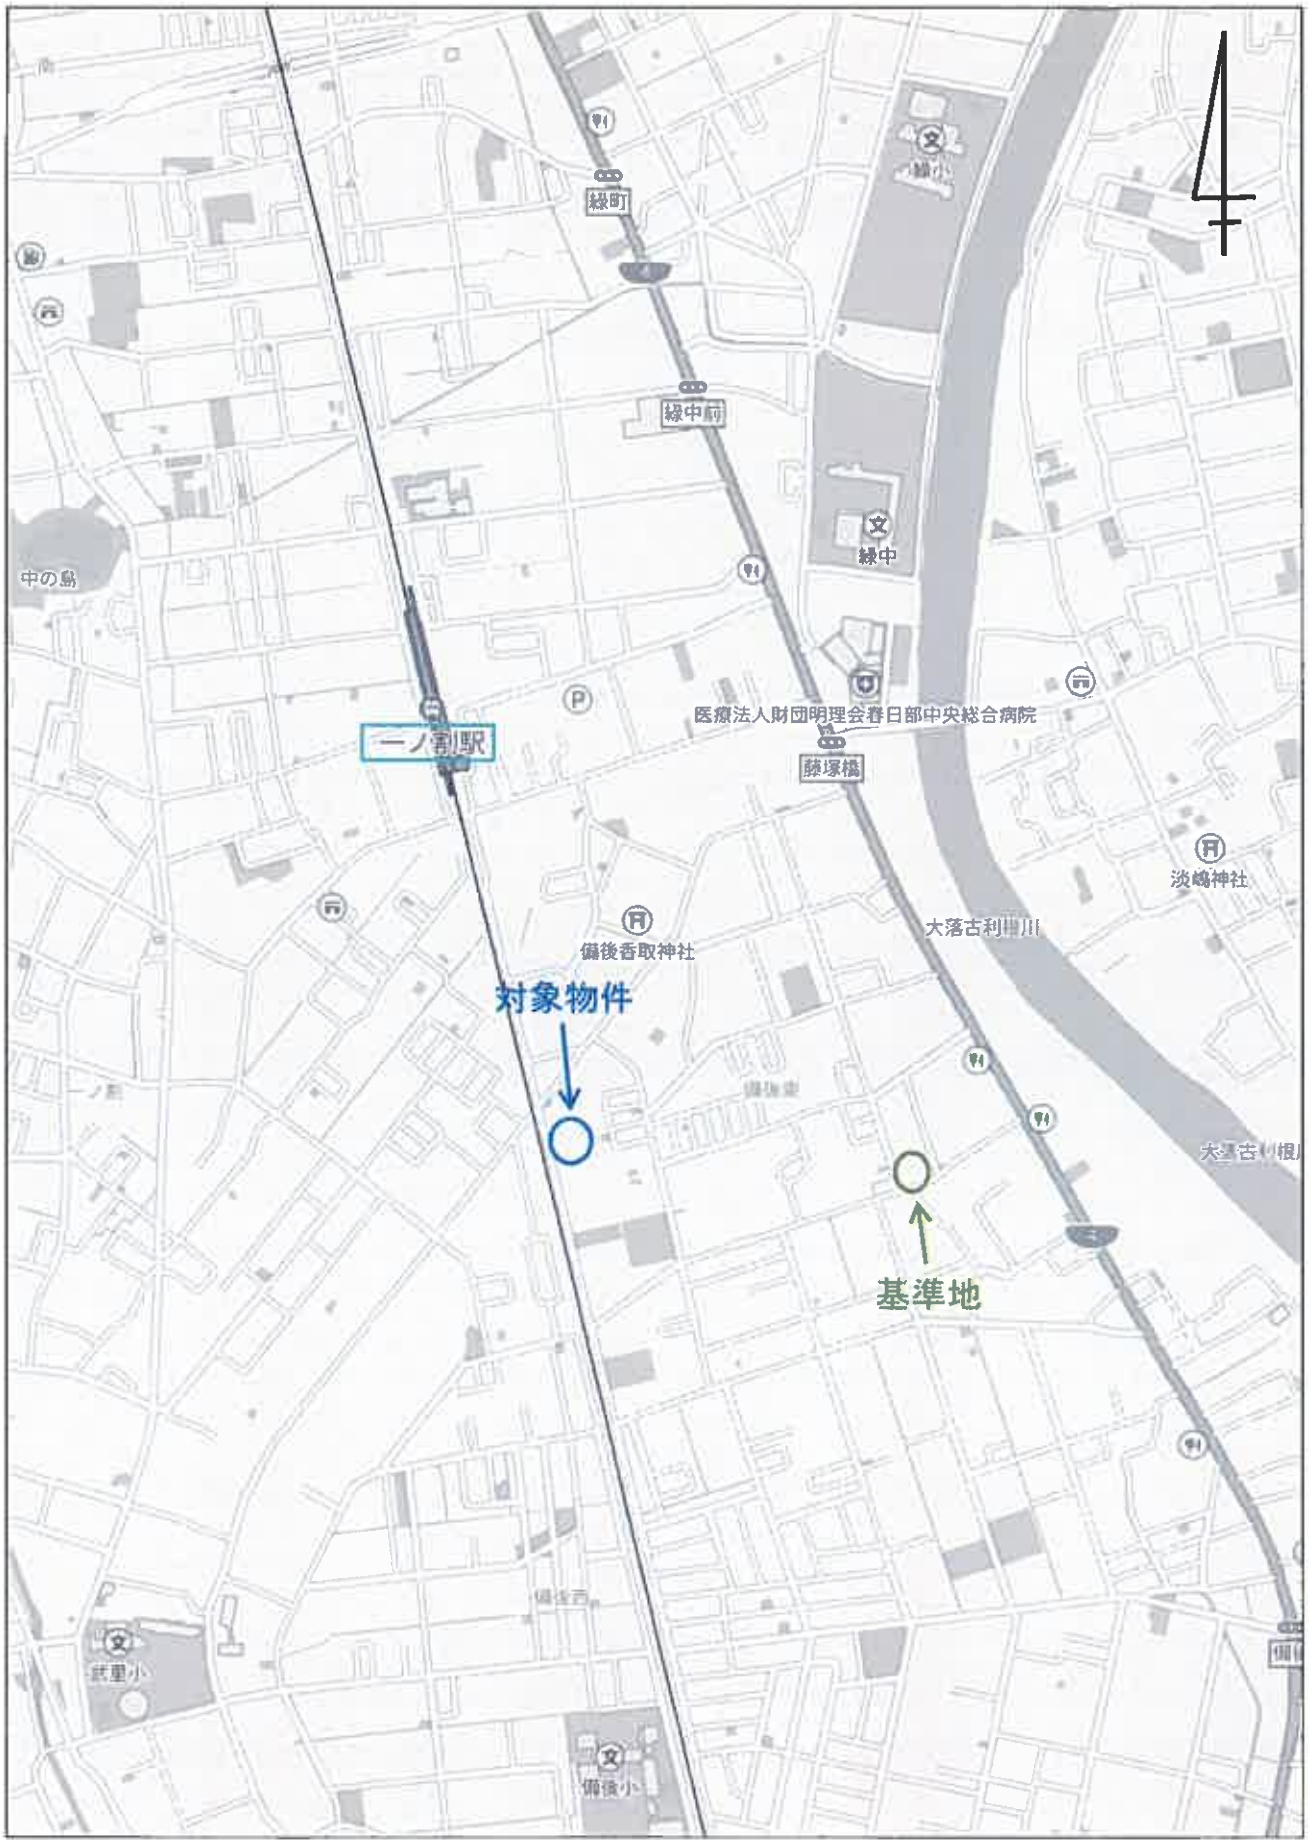 緑小
緑町
4
緑中前
緑中
中の島
P
医療法人財団明理会春日部中央総合病院
一ノ割駅
藤塚橋
淡嶋神社
大落古利根川
備後香取神社
対象物件
備後東
一ノ割
大落古利根川
基準地
備後西
武里小
備後小